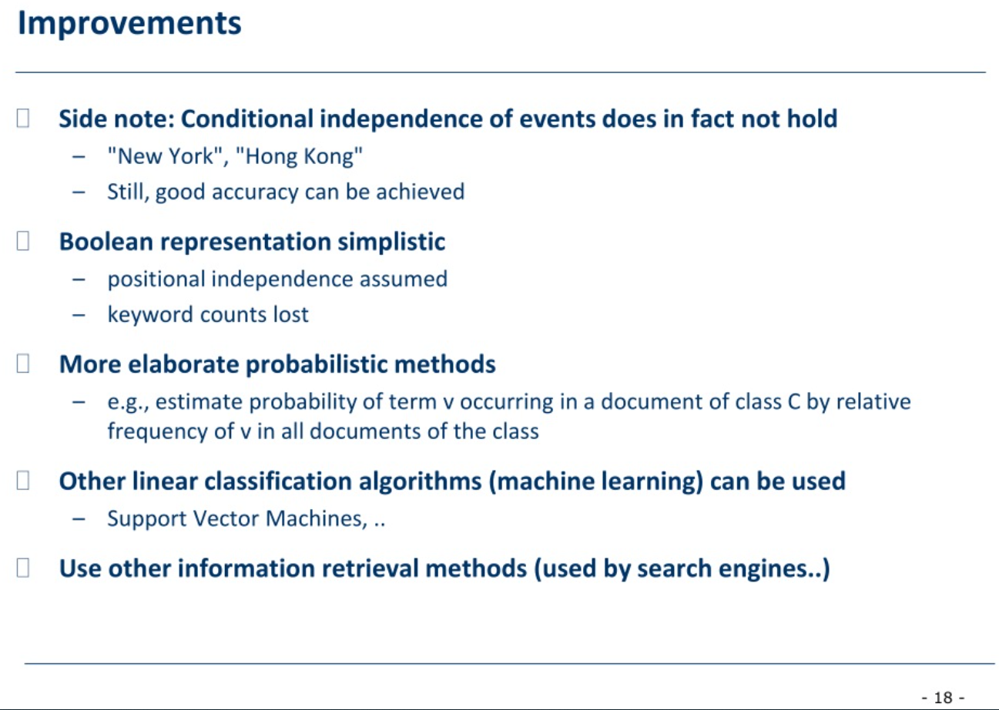 Improvements
Side note: Conditional independence of events does in fact not hold
– "New York", "Hong Kong"
– Still, good accuracy can be achieved
Boolean representation simplistic
– positional independence assumed
– keyword counts lost
More elaborate probabilistic methods
– e.g., estimate probability of term v occurring in a document of class C by relative
frequency of v in all documents of the class
Other linear classification algorithms (machine learning) can be used
– Support Vector Machines, ..
Use other information retrieval methods (used by search engines..)
- 18 -